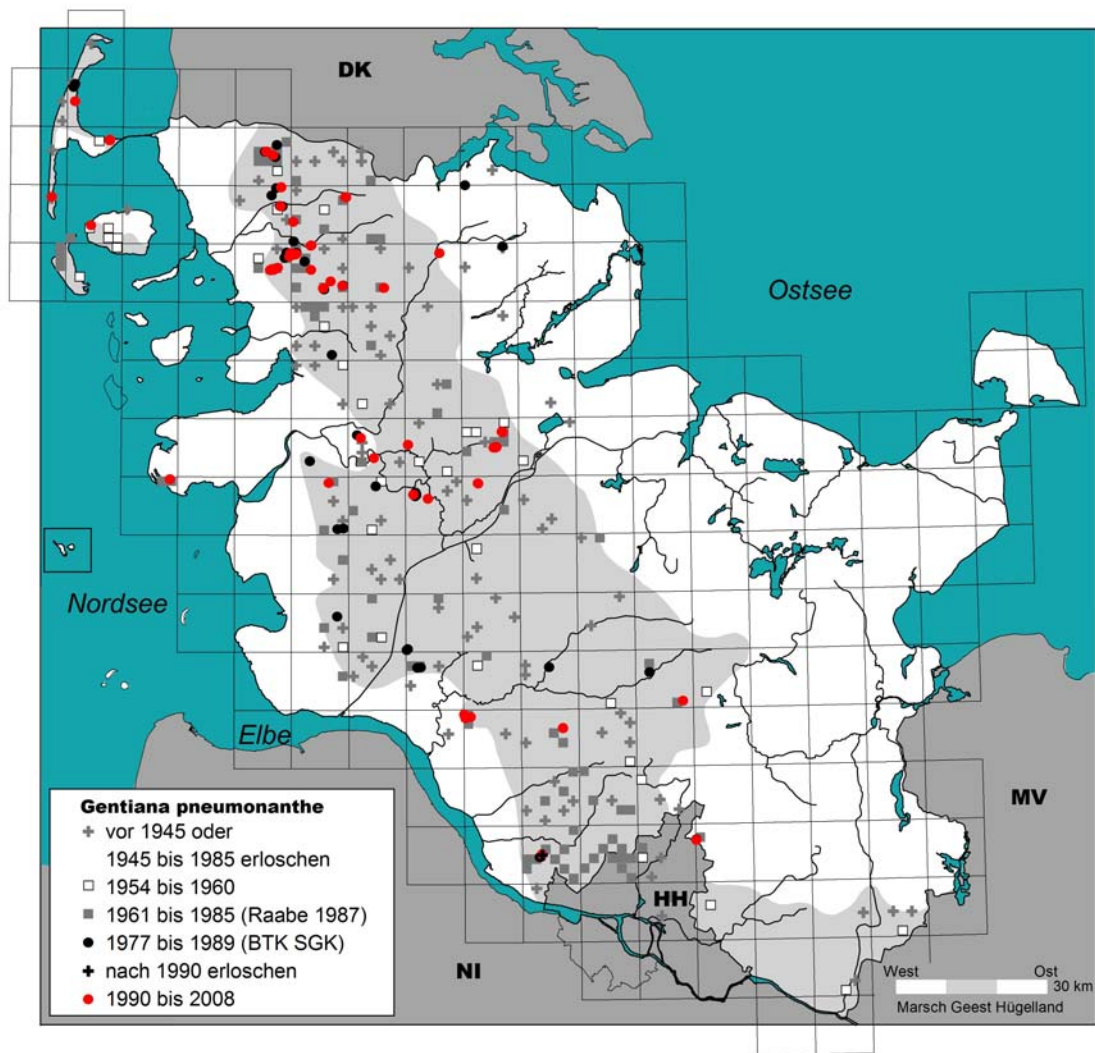 DK
Ostsee
Nordsee
Elbe
MV
HH
NI
Gentiana pneumonanthe
vor 1945 oder
1945 bis 1985 erloschen
1954 bis 1960
1961 bis 1985 (Raabe 1987)
1977 bis 1989 (BTK SGK)
nach 1990 erloschen
1990 bis 2008
West Ost
30 km
Marsch Geest Hügelland